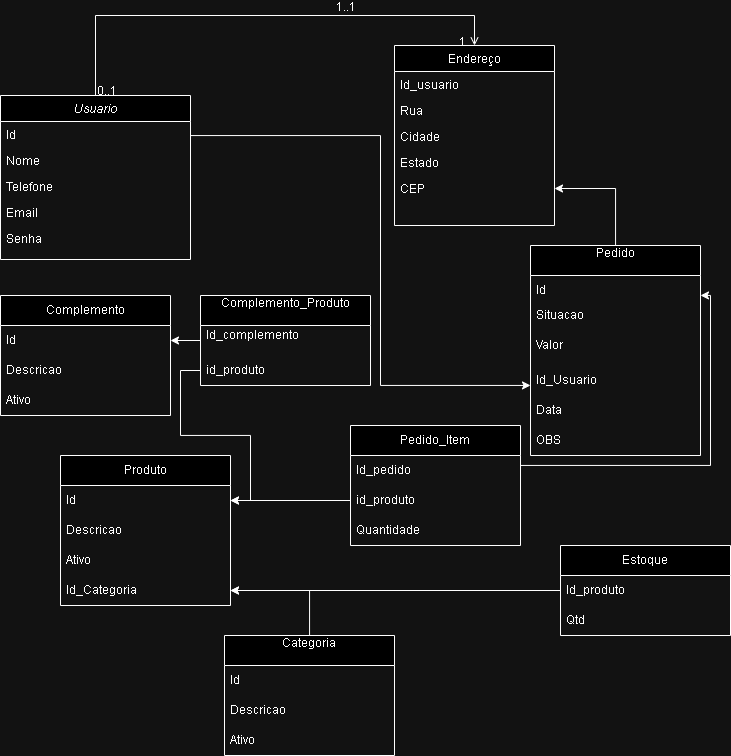 1..1
1
0..1
Endereço
Id_usuario
Rua
Cidade
Estado
CEP
Usuario
Id
Nome
Telefone
Email
Senha
Pedido
Id
Situacao
Valor
Id_Usuario
Data
OBS
Complemento
Id
Descricao
Ativo
Complemento_Produto
Id_complemento
id_produto
Pedido_Item
Id_pedido
id_produto
Quantidade
Produto
Id
Descricao
Ativo
Id_Categoria
Estoque
Id_produto
Qtd
Categoria
Id
Descricao
Ativo